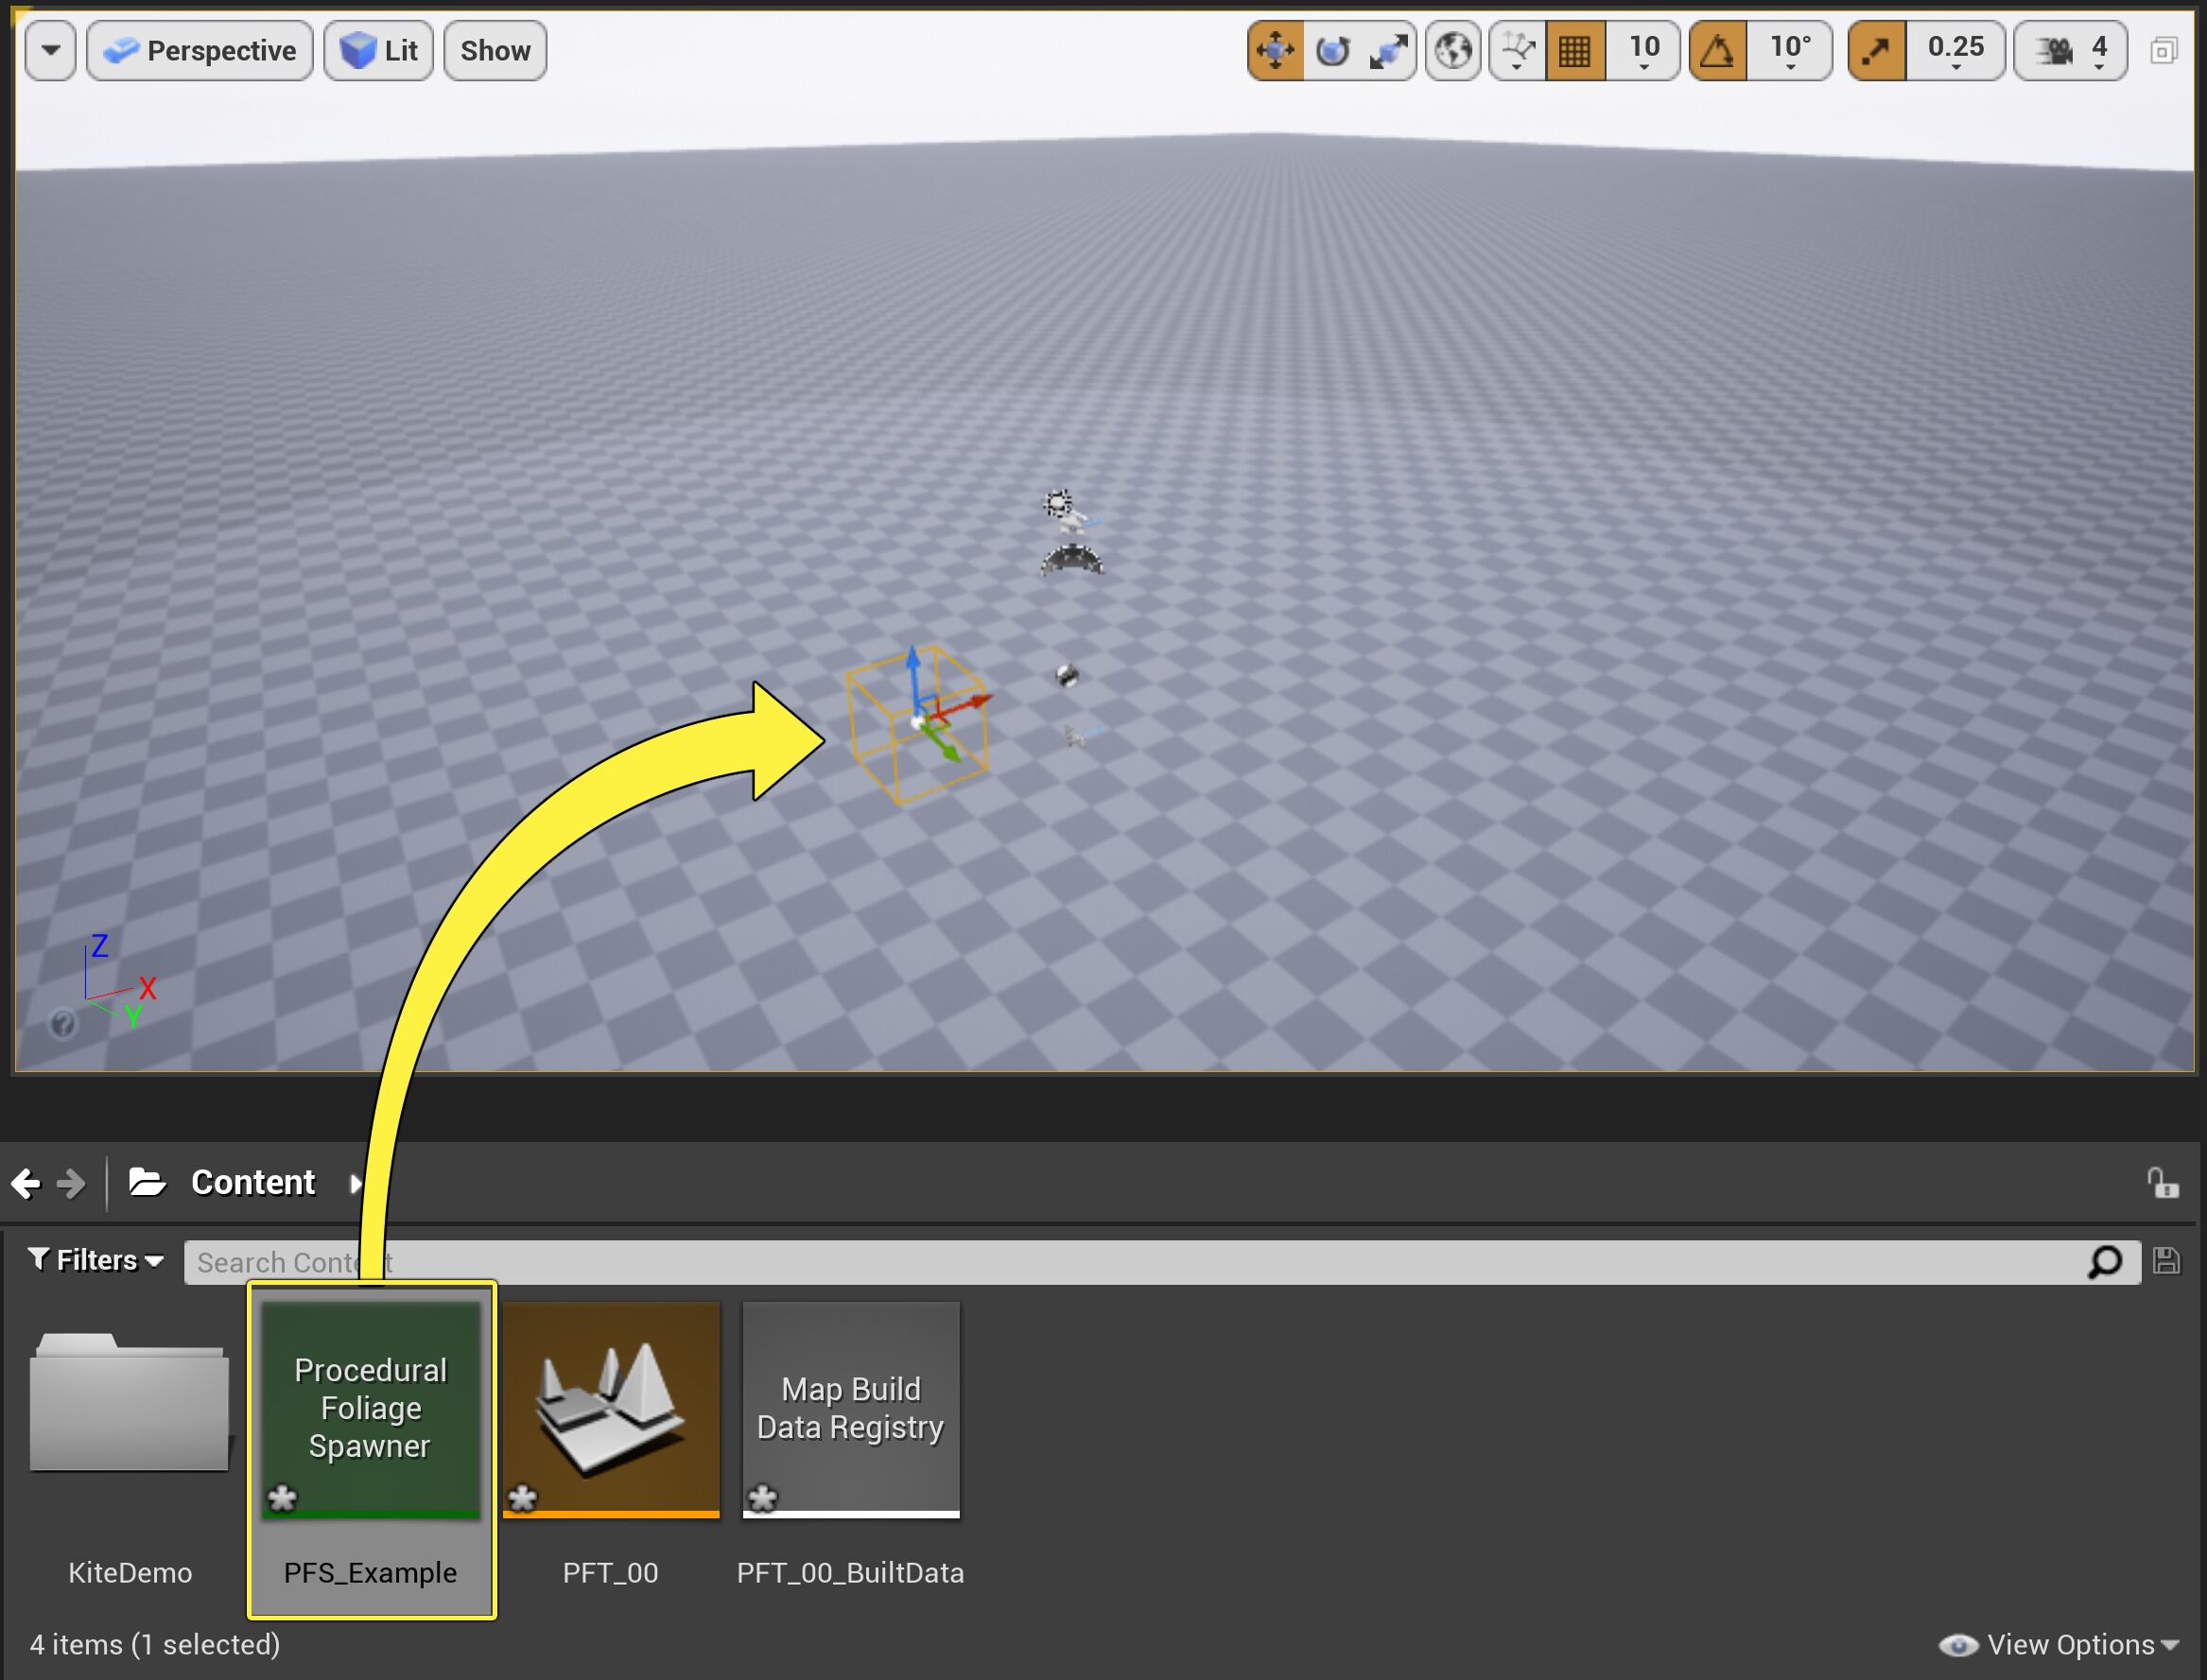 Perspective
Lit
Show
10
10°
0.25
4
Z
X
Y
?
Content
Filters
Search Cont t
Procedural
Foliage
Spawner
Map Build
Data Registry
KiteDemo
PFS_Example
PFT_00
PFT_00_BuiltData
4 items (1 selected)
View Options